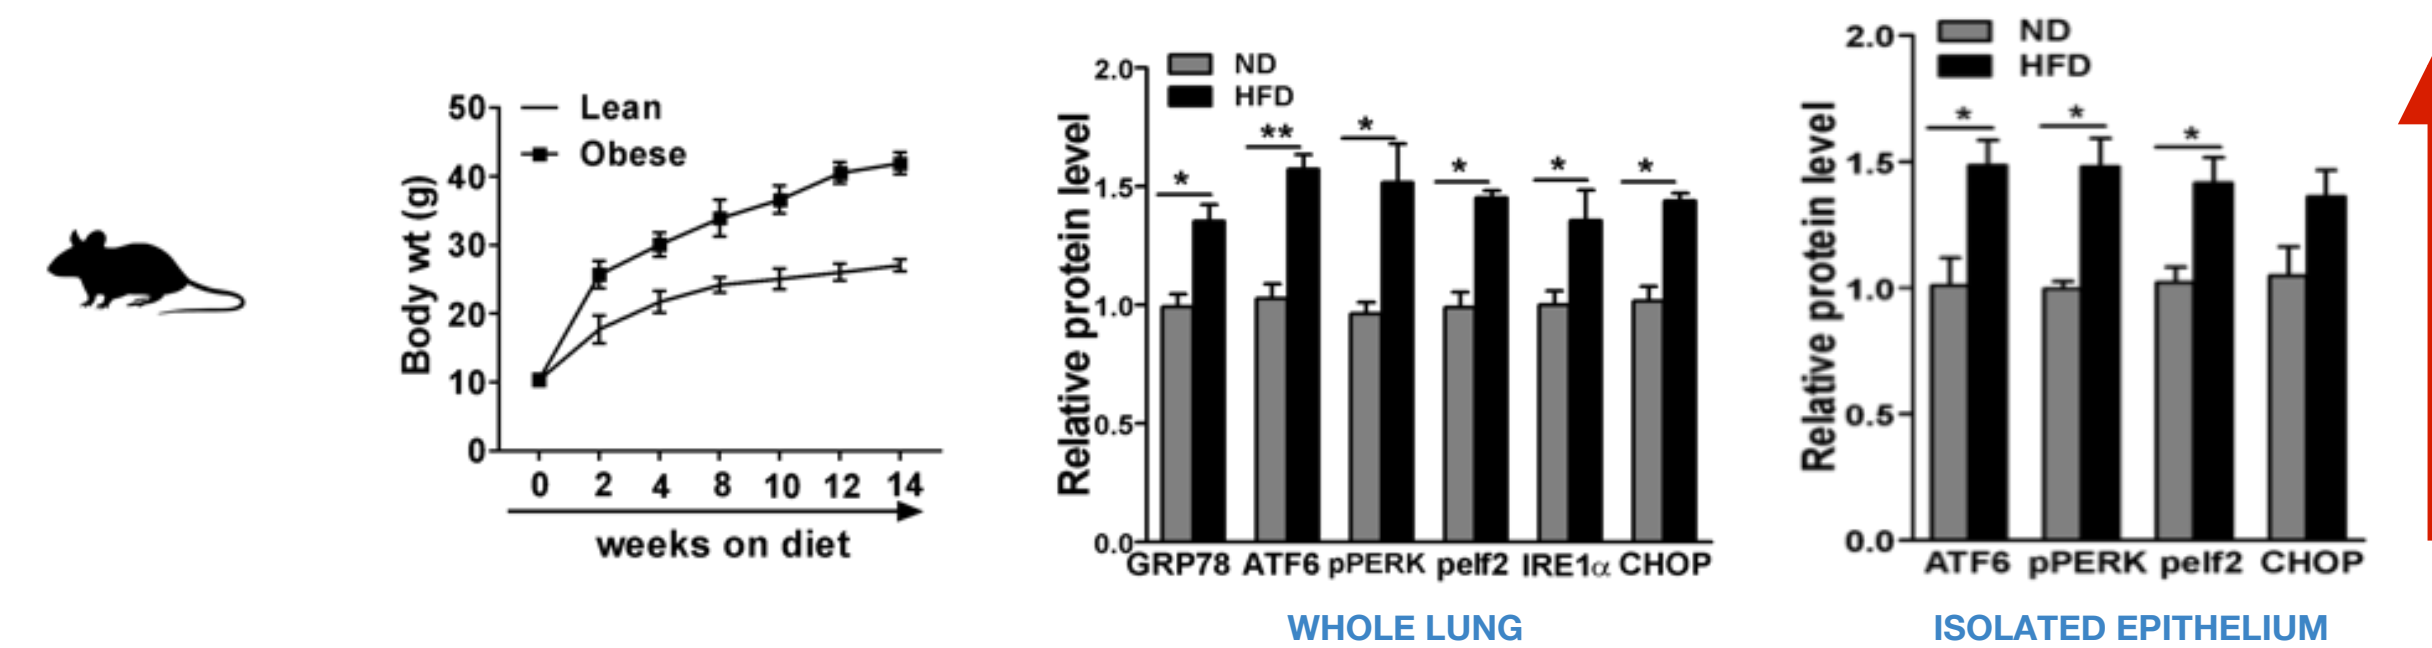 50
Lean
Obese
40
30
20
10
0
Body wt (g)
0 2 4 8 10 12 14
weeks on diet
2.0
ND
HFD
1.5
1.0
0.5
0.0
Relative protein level
* ** * * * *
GRP78 ATF6 pPERK peIf2 IRE1α CHOP
WHOLE LUNG
2.0
ND
HFD
1.5
1.0
0.5
0.0
Relative protein level
* * *
ATF6 pPERK peIf2 CHOP
ISOLATED EPITHELIUM